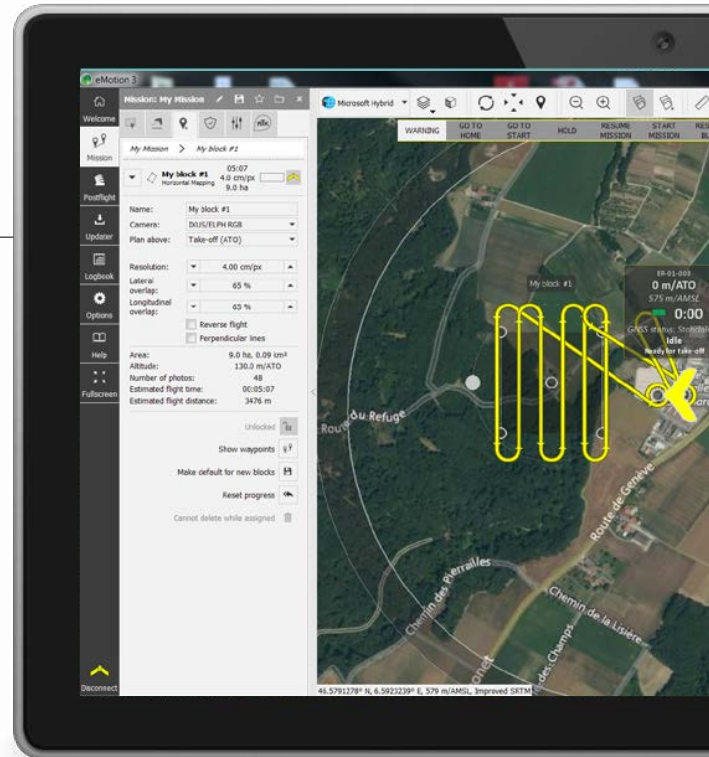 eMotion 3
Welcome
Mission
Postflight
Updater
Logbook
Options
Help
Fullscreen
Disconnect
Mission: My Mission
RTK
My Mission > My block #1
My block #1
Horizontal Mapping
05:07
4.0 cm/px
9.0 ha
Name: My block #1
Camera: IXUS/ELPH RGB
Plan above: Take-off (ATO)
Resolution: 4.00 cm/px
Lateral overlap: 65 %
Longitudinal overlap: 65 %
Reverse flight
Perpendicular lines
Area: 9.0 ha, 0.09 km²
Altitude: 130.0 m/ATO
Number of photos: 48
Estimated flight time: 00:05:07
Estimated flight distance: 3476 m
Unlocked
Show waypoints
Make default for new blocks
Reset progress
Cannot delete while assigned
Microsoft Hybrid
WARNING
GO TO HOME
GO TO START
HOLD
RESUME MISSION
START MISSION
My block #1
EP-01-003
0 m/ATO
575 m/AMSL
0:00
GNSS status:
Idle
Ready for take-off
Route du Refuge
Route de Genève
Chemin des Pierrailles
Chemin de la Lisière
des-Champs
46.5791278° N, 6.5923239° E, 579 m/AMSL, Improved SRTM